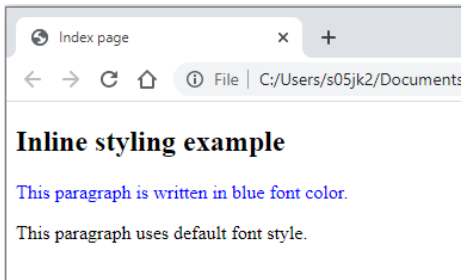 Index page
File | C:/Users/s05jk2/Documents
Inline styling example
This paragraph is written in blue font color.
This paragraph uses default font style.